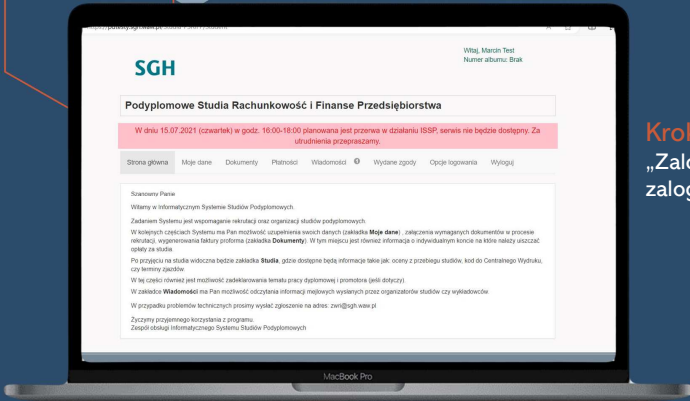 Witaj, Marcin Test
Numer albumu: Brak
SGH
Podyplomowe Studia Rachunkowość i Finanse Przedsiębiorstwa
W dniu 15.07.2021 (czwartek) w godz. 16:00-18:00 planowana jest przerwa w działaniu ISSP, serwis nie będzie dostępny. Za
utrudnienia przepraszamy.
Strona główna Moje dane Dokumenty Płatności Wiadomości 0 Wydane zgody Opcje logowania Wyloguj
Szanowny Panie
Witamy w Informatycznym Systemie Studiów Podyplomowych.
Zadaniem Systemu jest wspomaganie rekrutacji oraz organizacji studiów podyplomowych.
W kolejnych częściach Systemu ma Pan możliwość uzupełnienia swoich danych (zakładka Moje dane) , załączenia wymaganych dokumentów w procesie
rekrutacji, wygenerowania faktury proforma (zakładka Dokumenty). W tym miejscu jest również informacja o indywidualnym koncie na które należy uiszczać
opłaty za studia.
Po przyjęciu na studia widoczna będzie zakładka Studia, gdzie dostępne będą informacje takie jak: oceny z przebiegu studiów, kod do Centralnego Wydruku,
czy terminy zjazdów.
W tej części również jest możliwość zadeklarowania tematu pracy dyplomowej i promotora (jeśli dotyczy)
W zakładce Wiadomości ma Pan możliwość odczytania informacji mejlowych wysłanych przez organizatorów studiów czy wykładowców.
W przypadku problemów technicznych prosimy wysłać zgłoszenie na adres: zwn@sgh.waw.pl
Życzymy przyjemnego korzystania z programu.
Zespół obsługi Informatycznego Systemu Studiów Podyplomowych
MacBook Pro